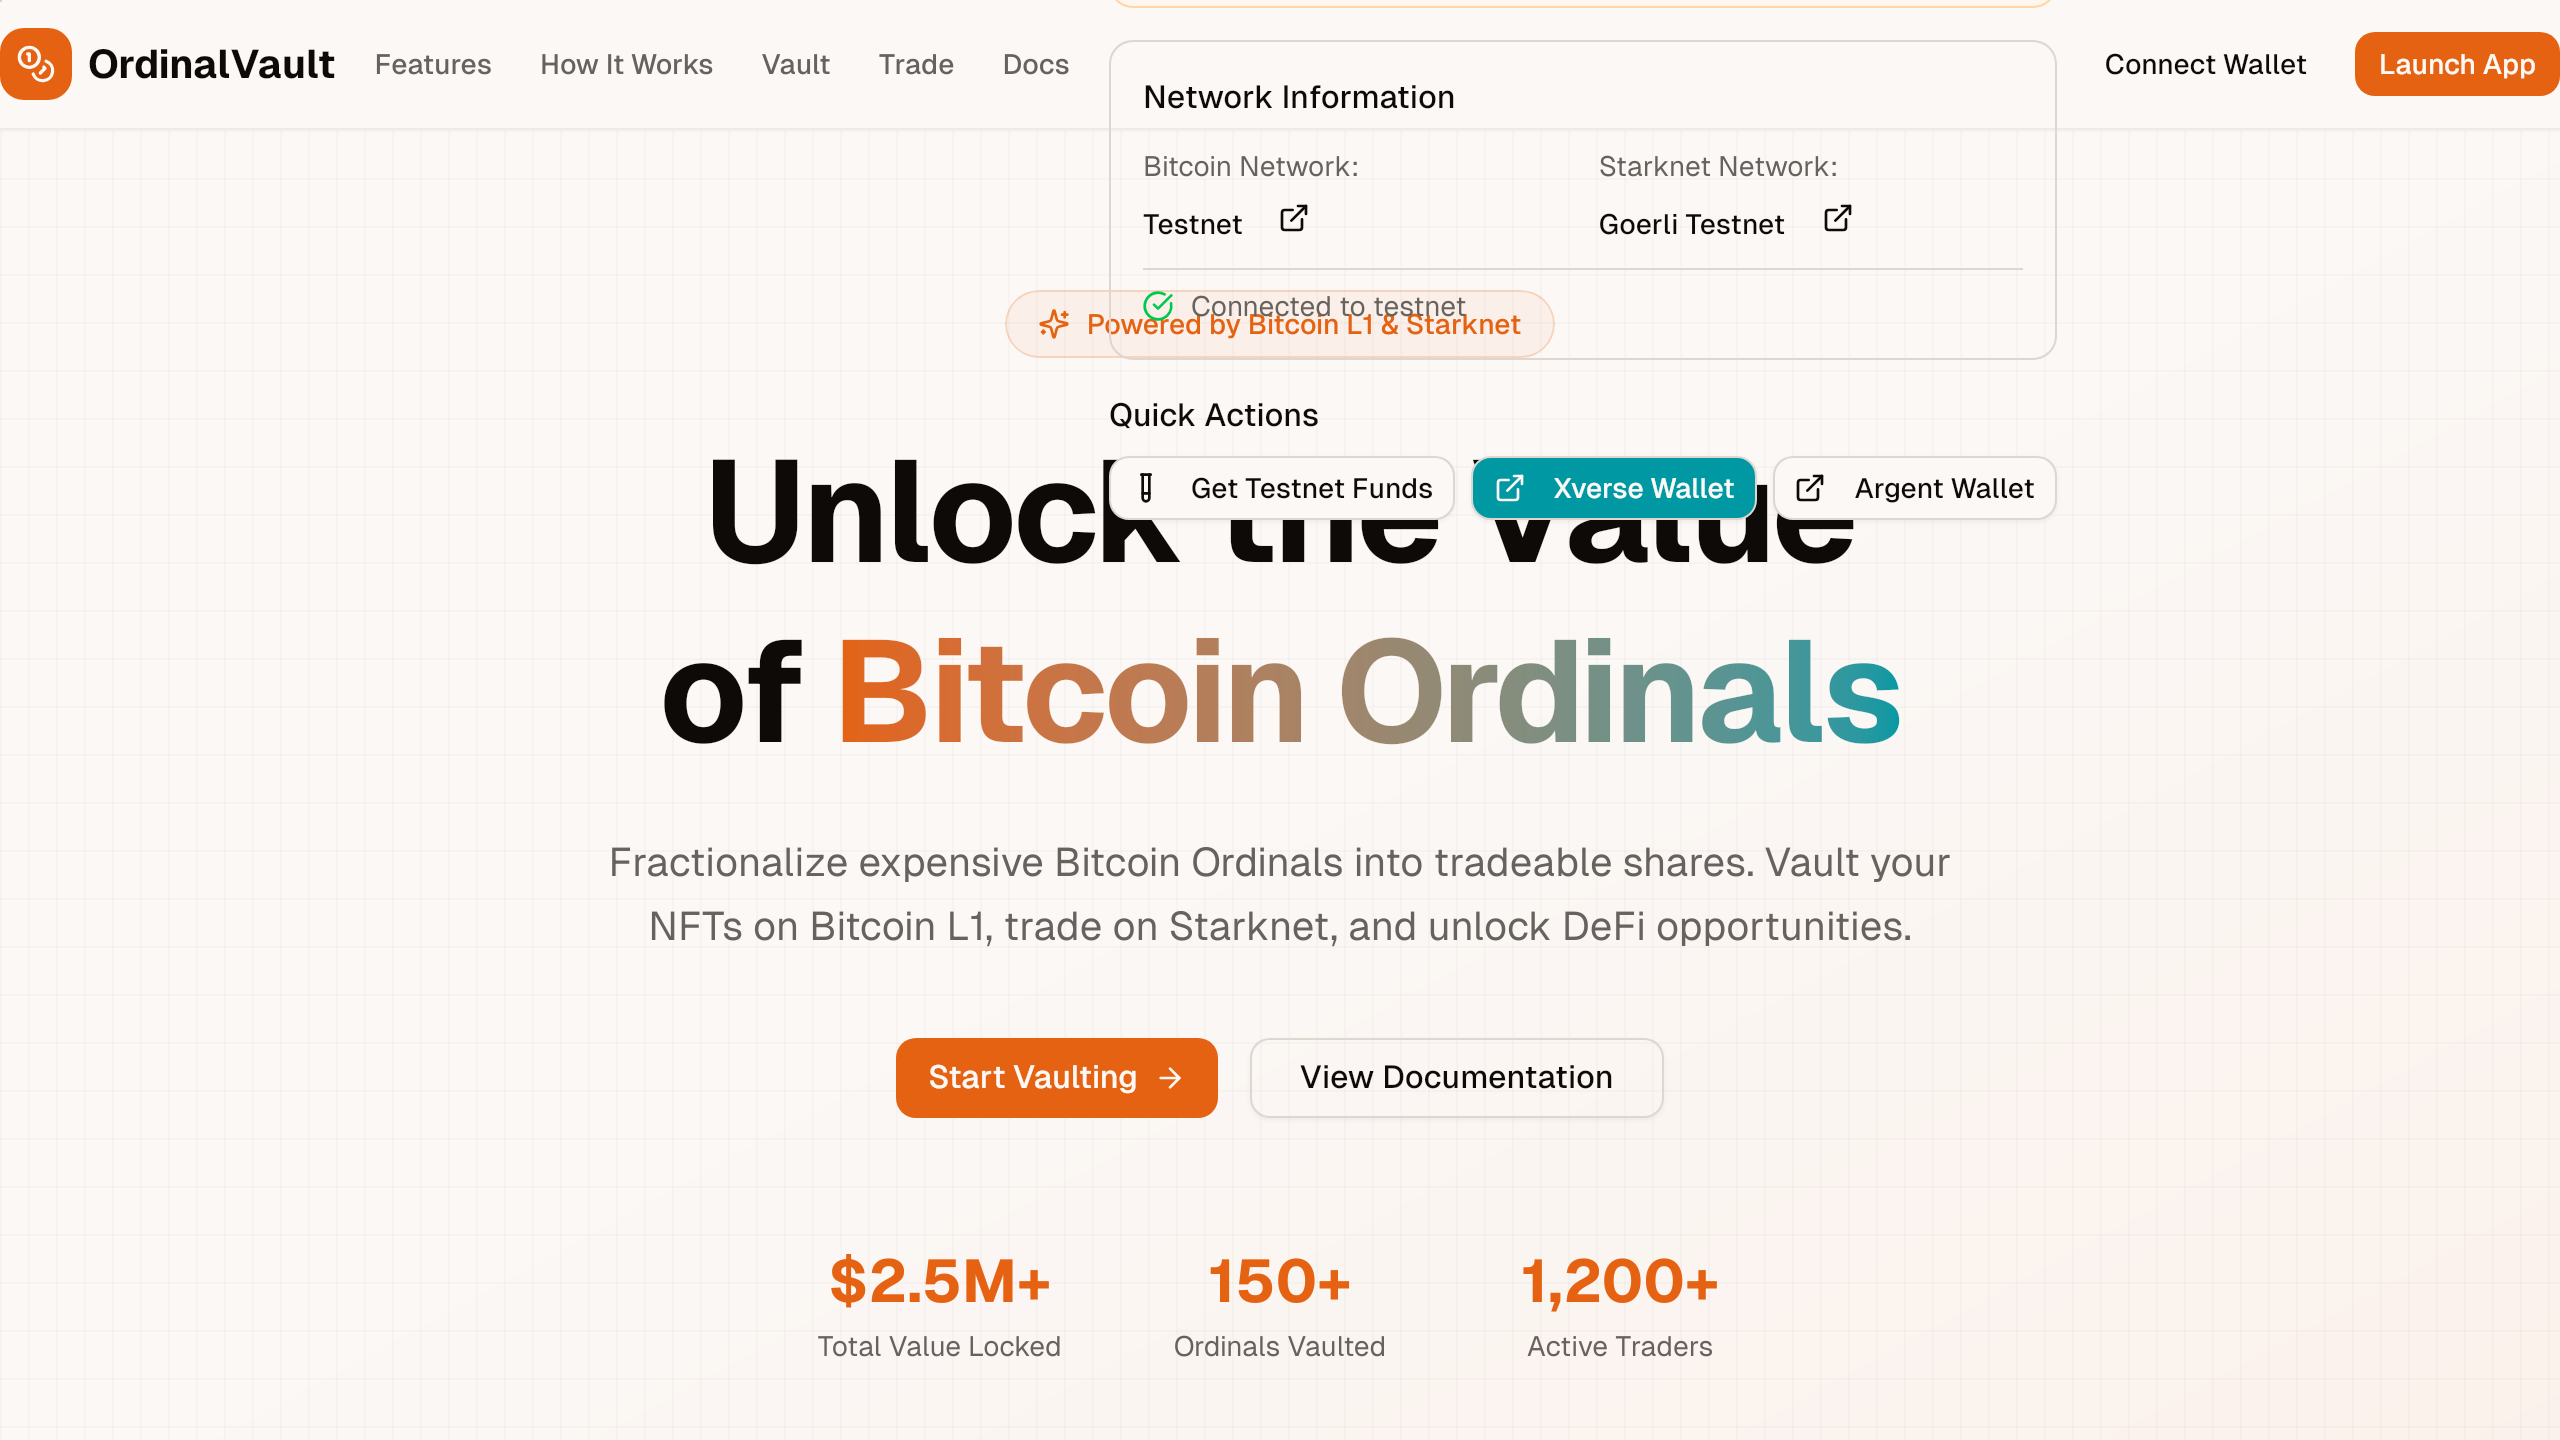 OrdinalVault
Features
How It Works
Vault
Trade
Docs
Connect Wallet
Launch App
Network Information
Bitcoin Network:
Starknet Network:
Testnet
Goerli Testnet
Connected to testnet
Powered by Bitcoin L1 & Starknet
Quick Actions
Get Testnet Funds
Xverse Wallet
Argent Wallet
Unlock the Value
of Bitcoin Ordinals
Fractionalize expensive Bitcoin Ordinals into tradeable shares. Vault your
NFTs on Bitcoin L1, trade on Starknet, and unlock DeFi opportunities.
Start Vaulting
View Documentation
$2.5M+
150+
1,200+
Total Value Locked
Ordinals Vaulted
Active Traders